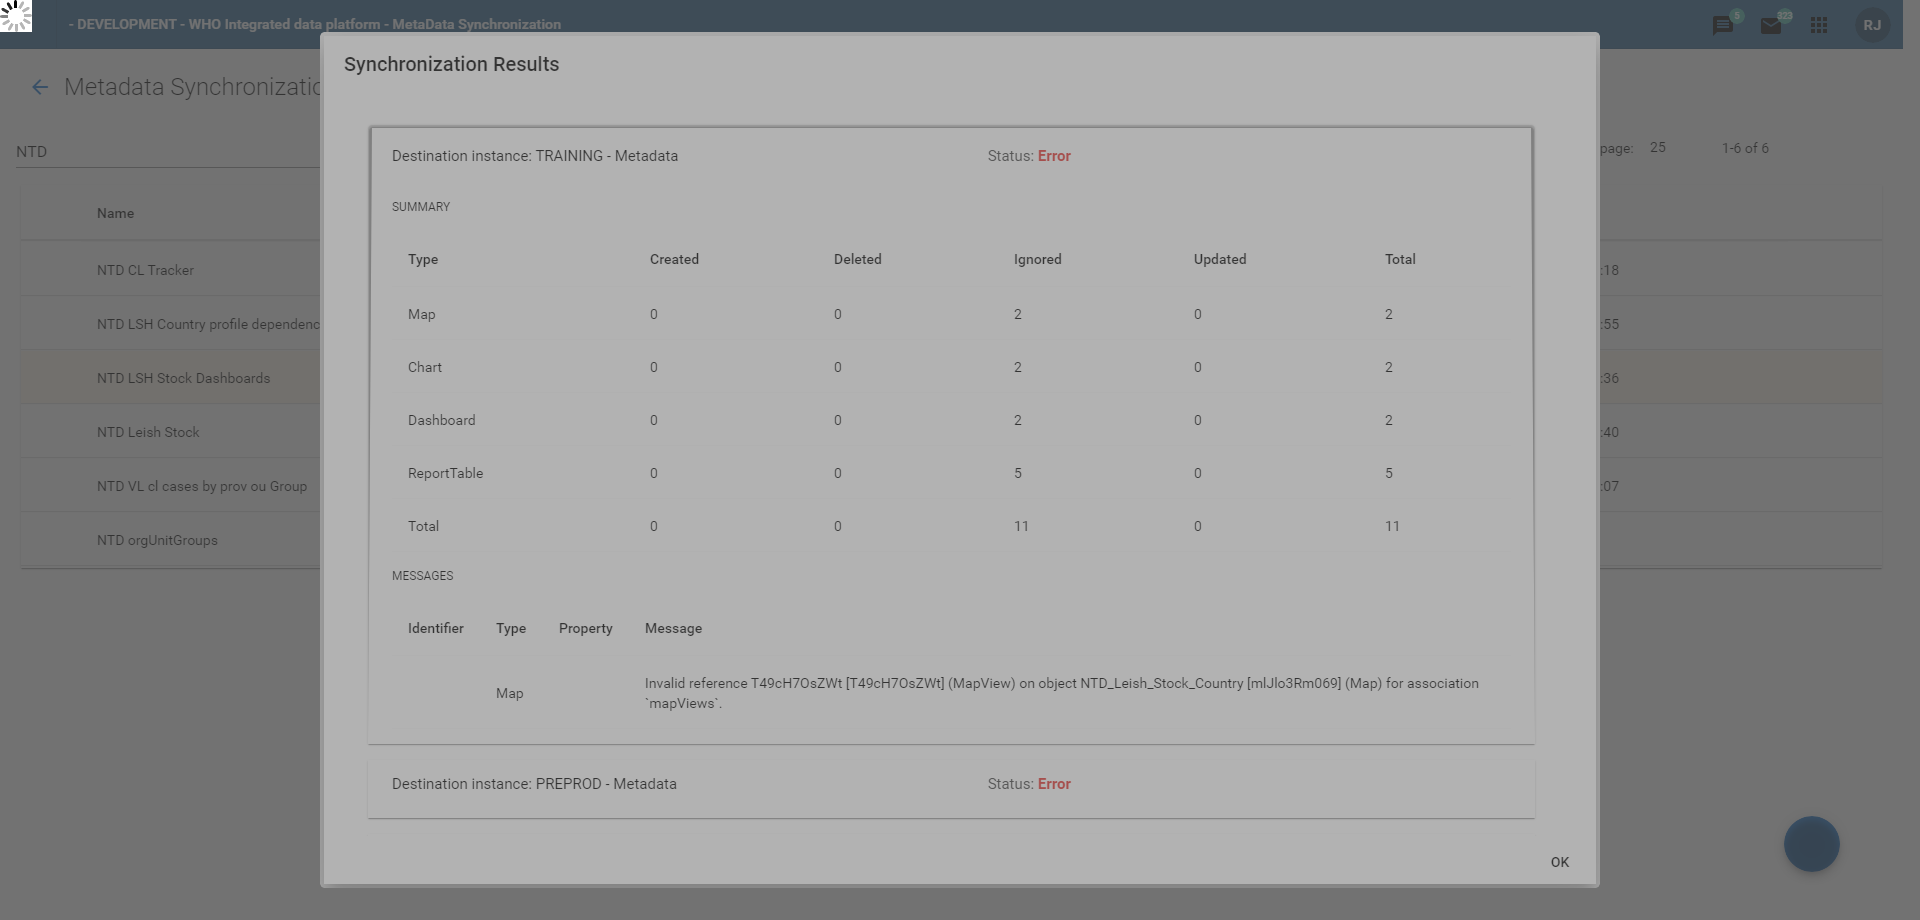 - DEVELOPMENT - WHO Integrated data platform - MetaData Synchronization
5
323
RJ
Synchronization Results
Metadata Synchronizatio
NTD
page: 25 1-6 of 6
Name
NTD CL Tracker :18
NTD LSH Country profile dependenc :55
NTD LSH Stock Dashboards :36
NTD Leish Stock :40
NTD VL cl cases by prov ou Group :07
NTD orgUnitGroups
Destination instance: TRAINING - Metadata Status: Error
SUMMARY
Type Created Deleted Ignored Updated Total
Map 0 0 2 0 2
Chart 0 0 2 0 2
Dashboard 0 0 2 0 2
ReportTable 0 0 5 0 5
Total 0 0 11 0 11
MESSAGES
Identifier Type Property Message
Map
Invalid reference T49cH7OsZWt [T49cH7OsZWt] (MapView) on object NTD_Leish_Stock_Country [mlJlo3Rm069] (Map) for association
`mapViews`.
Destination instance: PREPROD - Metadata Status: Error
OK